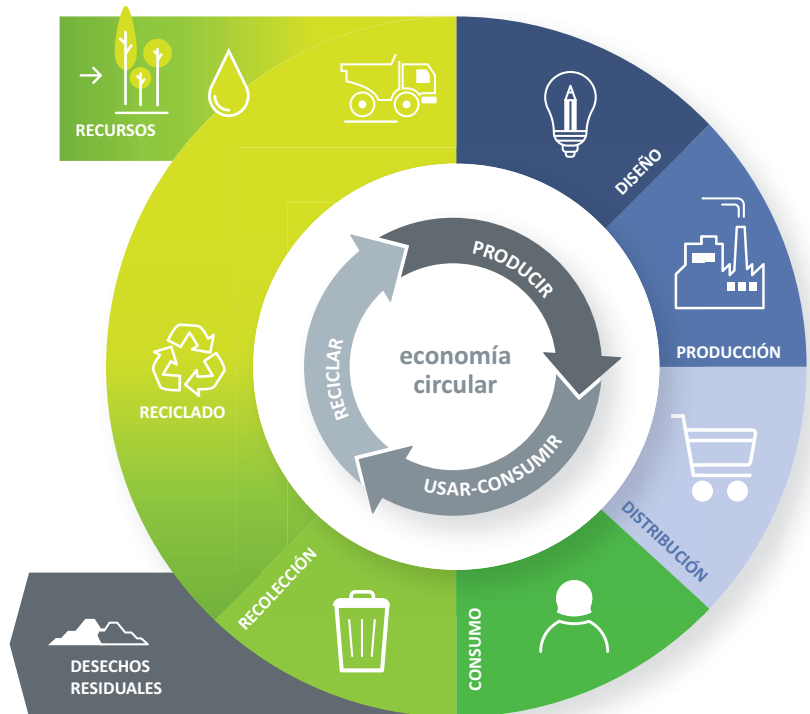 RECURSOS
DISEÑO
PRODUCCIÓN
DISTRIBUCIÓN
CONSUMO
RECOLECCIÓN
RECICLADO
DESECHOS
RESIDUALES
PRODUCIR
USAR-CONSUMIR
RECICLAR
economía
circular